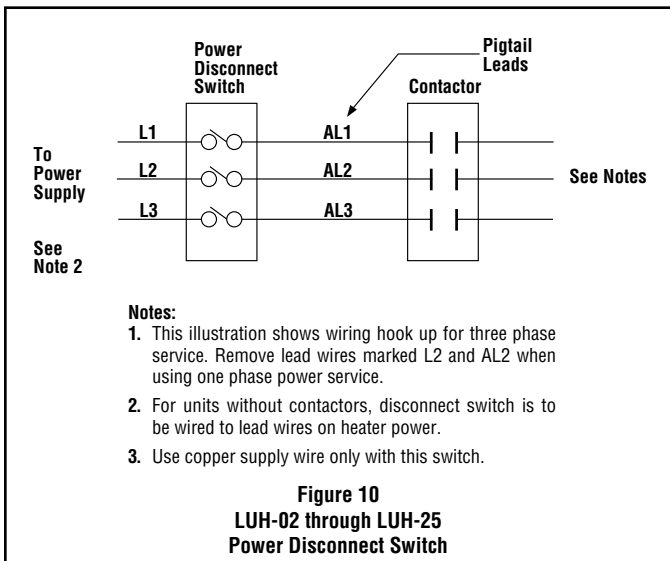 Power
Disconnect
Switch
Pigtail
Leads
Contactor
To
Power
Supply
L1
AL1
L2
AL2
L3
AL3
See Notes
See
Note 2
Notes:
1. This illustration shows wiring hook up for three phase
service. Remove lead wires marked L2 and AL2 when
using one phase power service.
2. For units without contactors, disconnect switch is to
be wired to lead wires on heater power.
3. Use copper supply wire only with this switch.
Figure 10
LUH-02 through LUH-25
Power Disconnect Switch